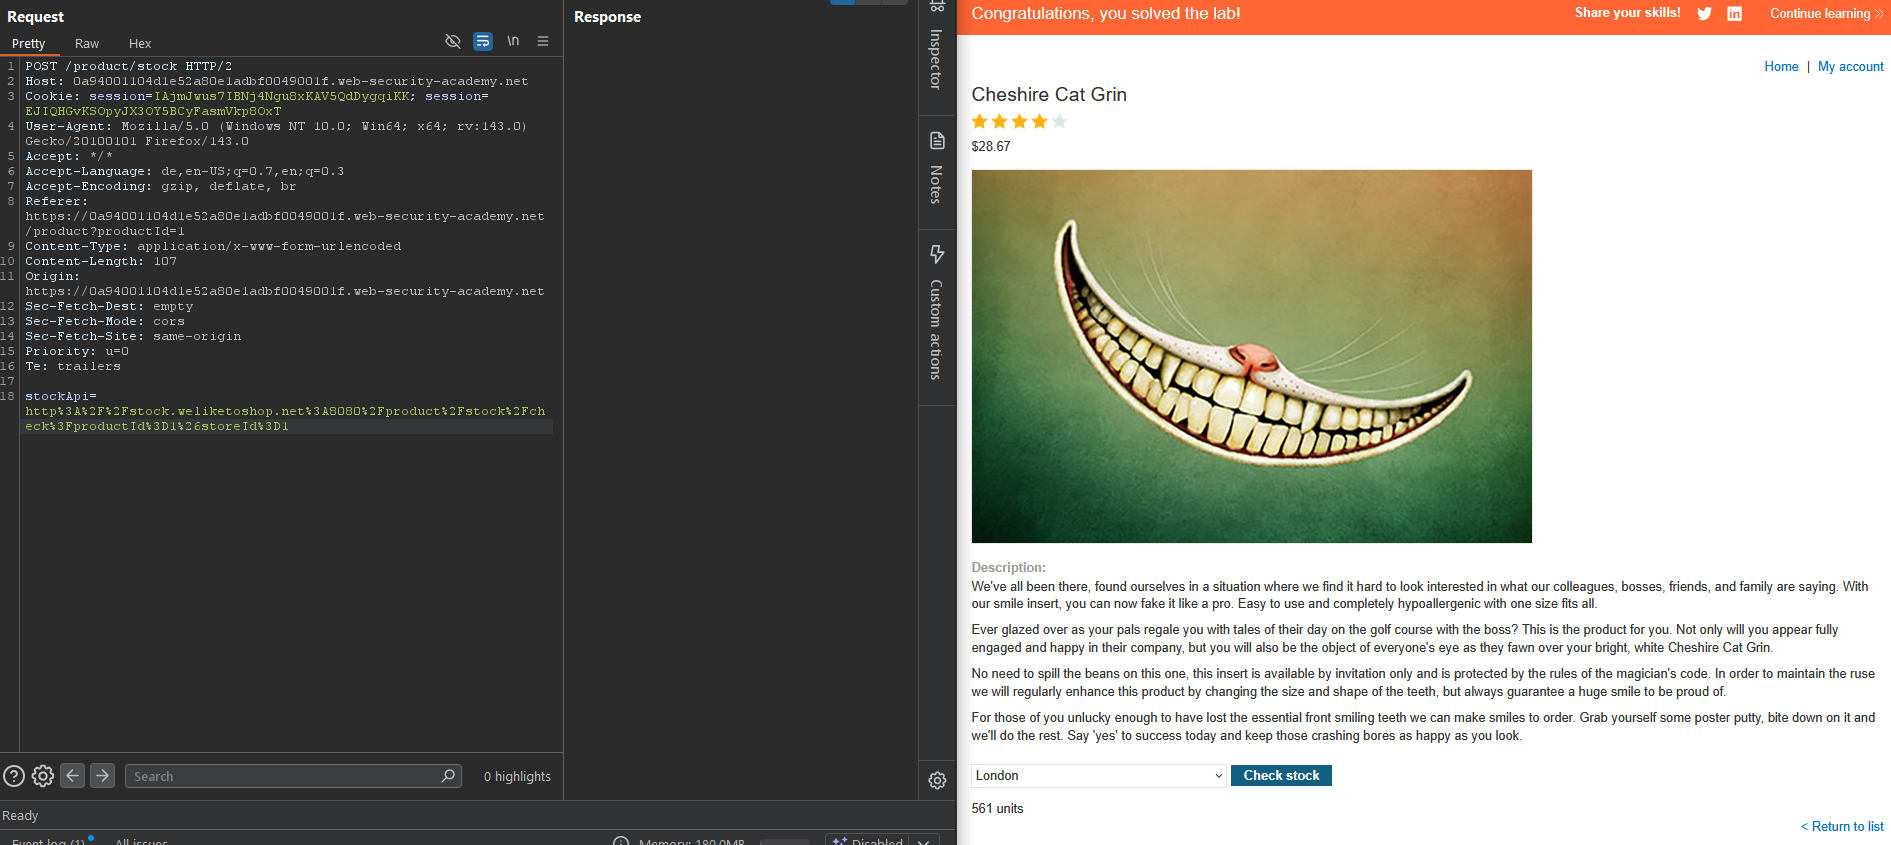 Request
Pretty Raw Hex \n
1 POST /product/stock HTTP/2
2 Host: 0a94001104d1e52a80e1adbf0049001f.web-security-academy.net
3 Cookie: session=IAjmJwus7IBNj4Ngu8xKAV5QdDygqiKK; session=
EJIQHGvKSOpyJX3OY5BCyFasmVkp8OxT
4 User-Agent: Mozilla/5.0 (Windows NT 10.0; Win64; x64; rv:143.0)
Gecko/20100101 Firefox/143.0
5 Accept: */*
6 Accept-Language: de,en-US;q=0.7,en;q=0.3
7 Accept-Encoding: gzip, deflate, br
8 Referer:
https://0a94001104d1e52a80e1adbf0049001f.web-security-academy.net
/product?productId=1
9 Content-Type: application/x-www-form-urlencoded
10 Content-Length: 107
11 Origin:
https://0a94001104d1e52a80e1adbf0049001f.web-security-academy.net
12 Sec-Fetch-Dest: empty
13 Sec-Fetch-Mode: cors
14 Sec-Fetch-Site: same-origin
15 Priority: u=0
16 Te: trailers
17
18 stockApi=
http%3A%2F%2Fstock.weliketoshop.net%3A8080%2Fproduct%2Fstock%2Fch
eck%3FproductId%3D1%26storeId%3D1
Search
0 highlights
Ready
Event log (1) All issues
Memory: 180.0MB
Disabled
Response
Inspector
Notes
Custom actions
Congratulations, you solved the lab!
Share your skills!
Continue learning
Home | My account
Cheshire Cat Grin
$28.67
Description:
We've all been there, found ourselves in a situation where we find it hard to look interested in what our colleagues, bosses, friends, and family are saying. With
our smile insert, you can now fake it like a pro. Easy to use and completely hypoallergenic with one size fits all.
Ever glazed over as your pals regale you with tales of their day on the golf course with the boss? This is the product for you. Not only will you appear fully
engaged and happy in their company, but you will also be the object of everyone's eye as they fawn over your bright, white Cheshire Cat Grin.
No need to spill the beans on this one, this insert is available by invitation only and is protected by the rules of the magician's code. In order to maintain the ruse
we will regularly enhance this product by changing the size and shape of the teeth, but always guarantee a huge smile to be proud of.
For those of you unlucky enough to have lost the essential front smiling teeth we can make smiles to order. Grab yourself some poster putty, bite down on it and
we'll do the rest. Say 'yes' to success today and keep those crashing bores as happy as you look.
London
Check stock
561 units
< Return to list